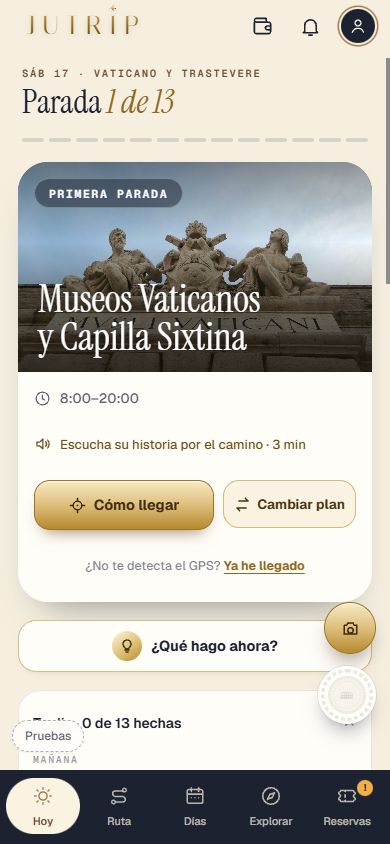 JUTRIP
SÁB 17 · VATICANO Y TRASTEVERE
Parada 1 de 13
PRIMERA PARADA
Museos Vaticanos
y Capilla Sixtina
8:00–20:00
Escucha su historia por el camino · 3 min
Cómo llegar
Cambiar plan
¿No te detecta el GPS? Ya he llegado
¿Qué hago ahora?
0 de 13 hechas
Pruebas
MAÑANA
Hoy
Ruta
Días
Explorar
!
Reservas